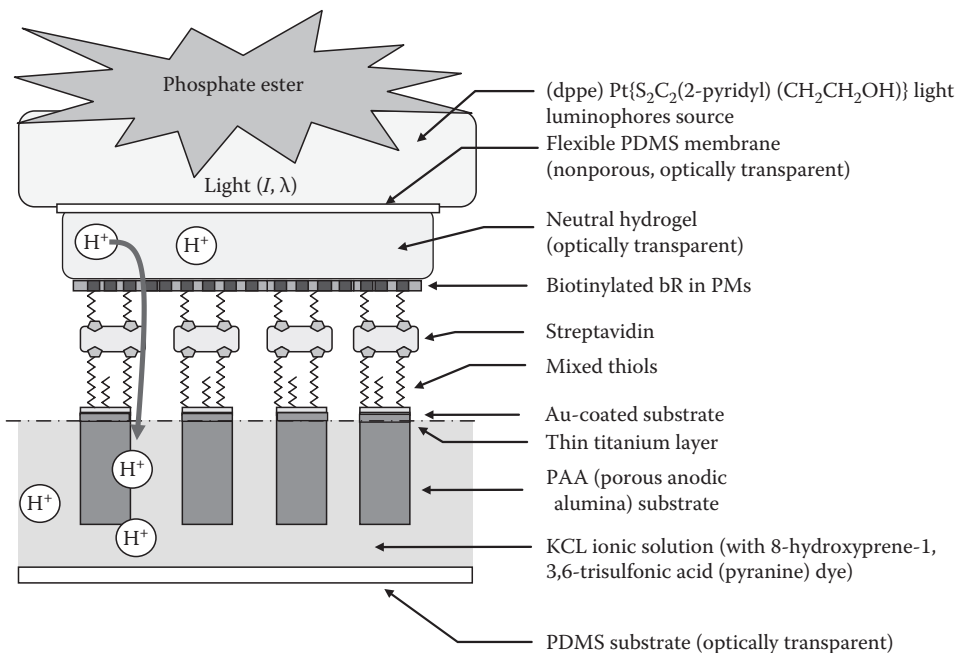 Phosphate ester
Light (I, λ)
H⁺
H⁺
H⁺
H⁺
H⁺
(dppe) Pt{S₂C₂(2-pyridyl) (CH₂CH₂OH)} light
luminophores source
Flexible PDMS membrane
(nonporous, optically transparent)
Neutral hydrogel
(optically transparent)
Biotinylated bR in PMs
Streptavidin
Mixed thiols
Au-coated substrate
Thin titanium layer
PAA (porous anodic
alumina) substrate
KCL ionic solution (with 8-hydroxyprene-1,
3,6-trisulfonic acid (pyranine) dye)
PDMS substrate (optically transparent)